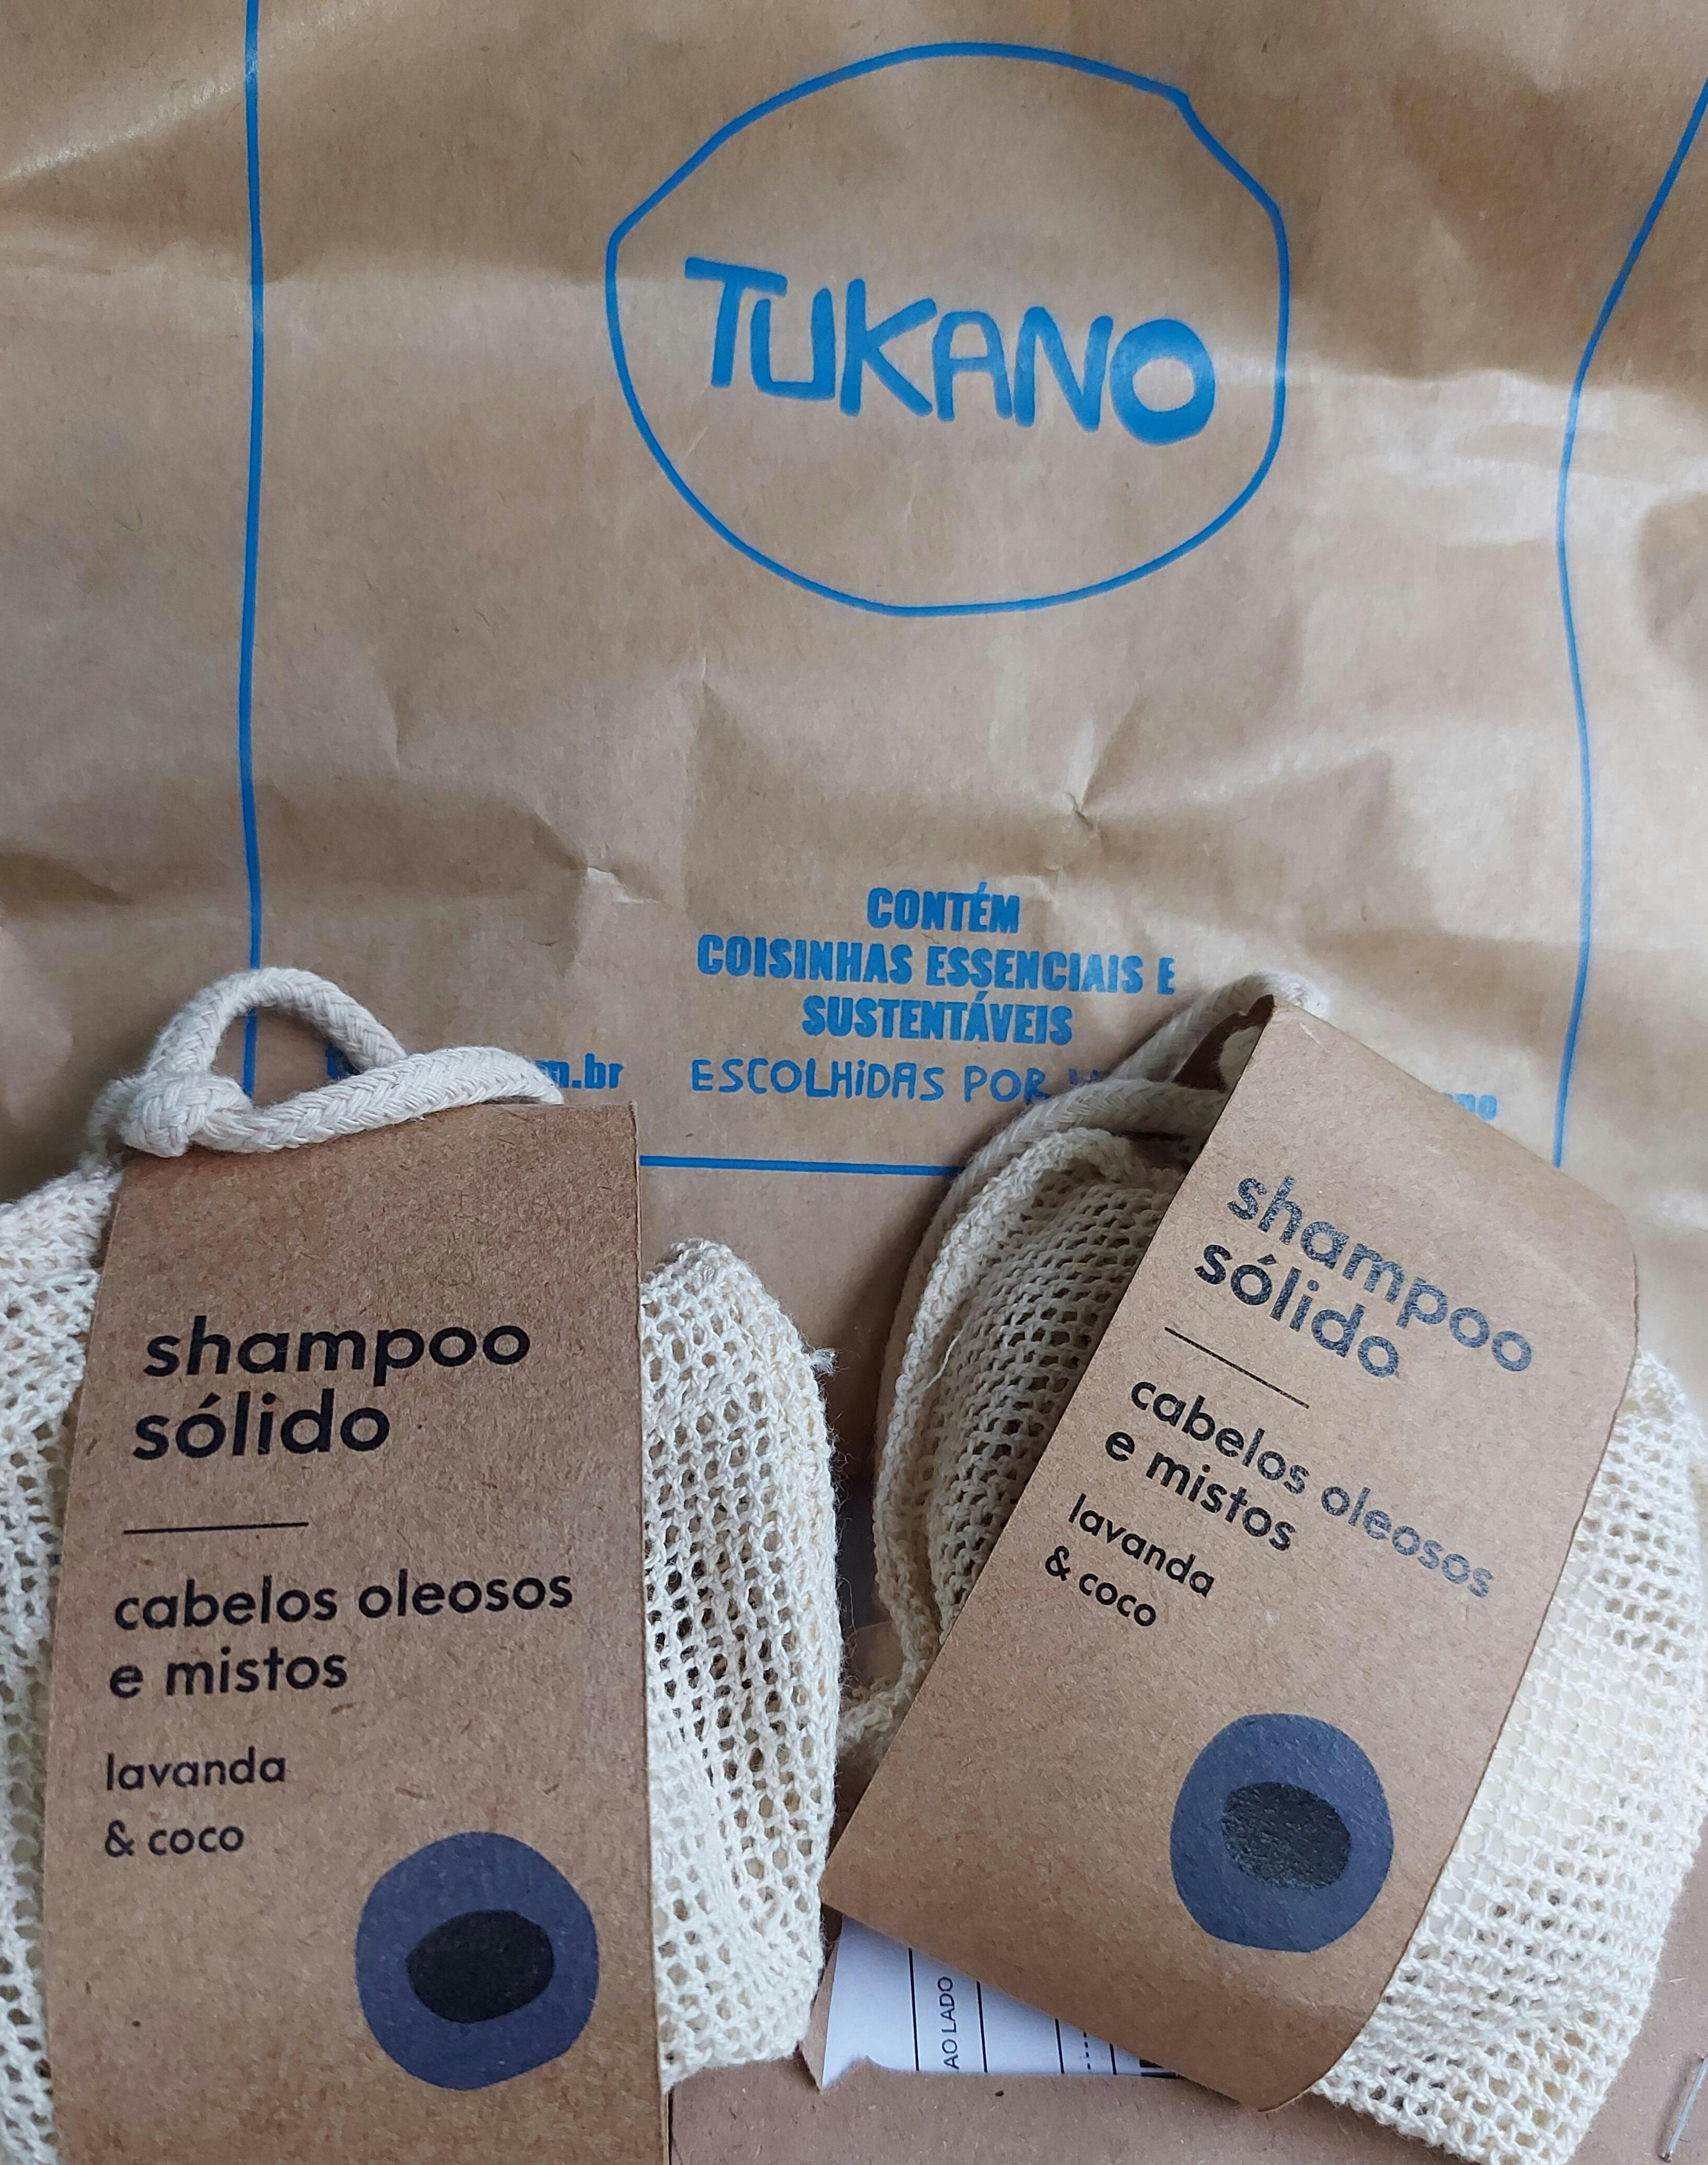 TUKANO
CONTÉM
COISINHAS ESSENCIAIS E
SUSTENTÁVEIS
ESCOLHiDAS POR
shampoo
sólido
cabelos oleosos
e mistos
lavanda
& coco
shampoo
sólido
cabelos oleosos
e mistos
lavanda
& coco
AO LADO